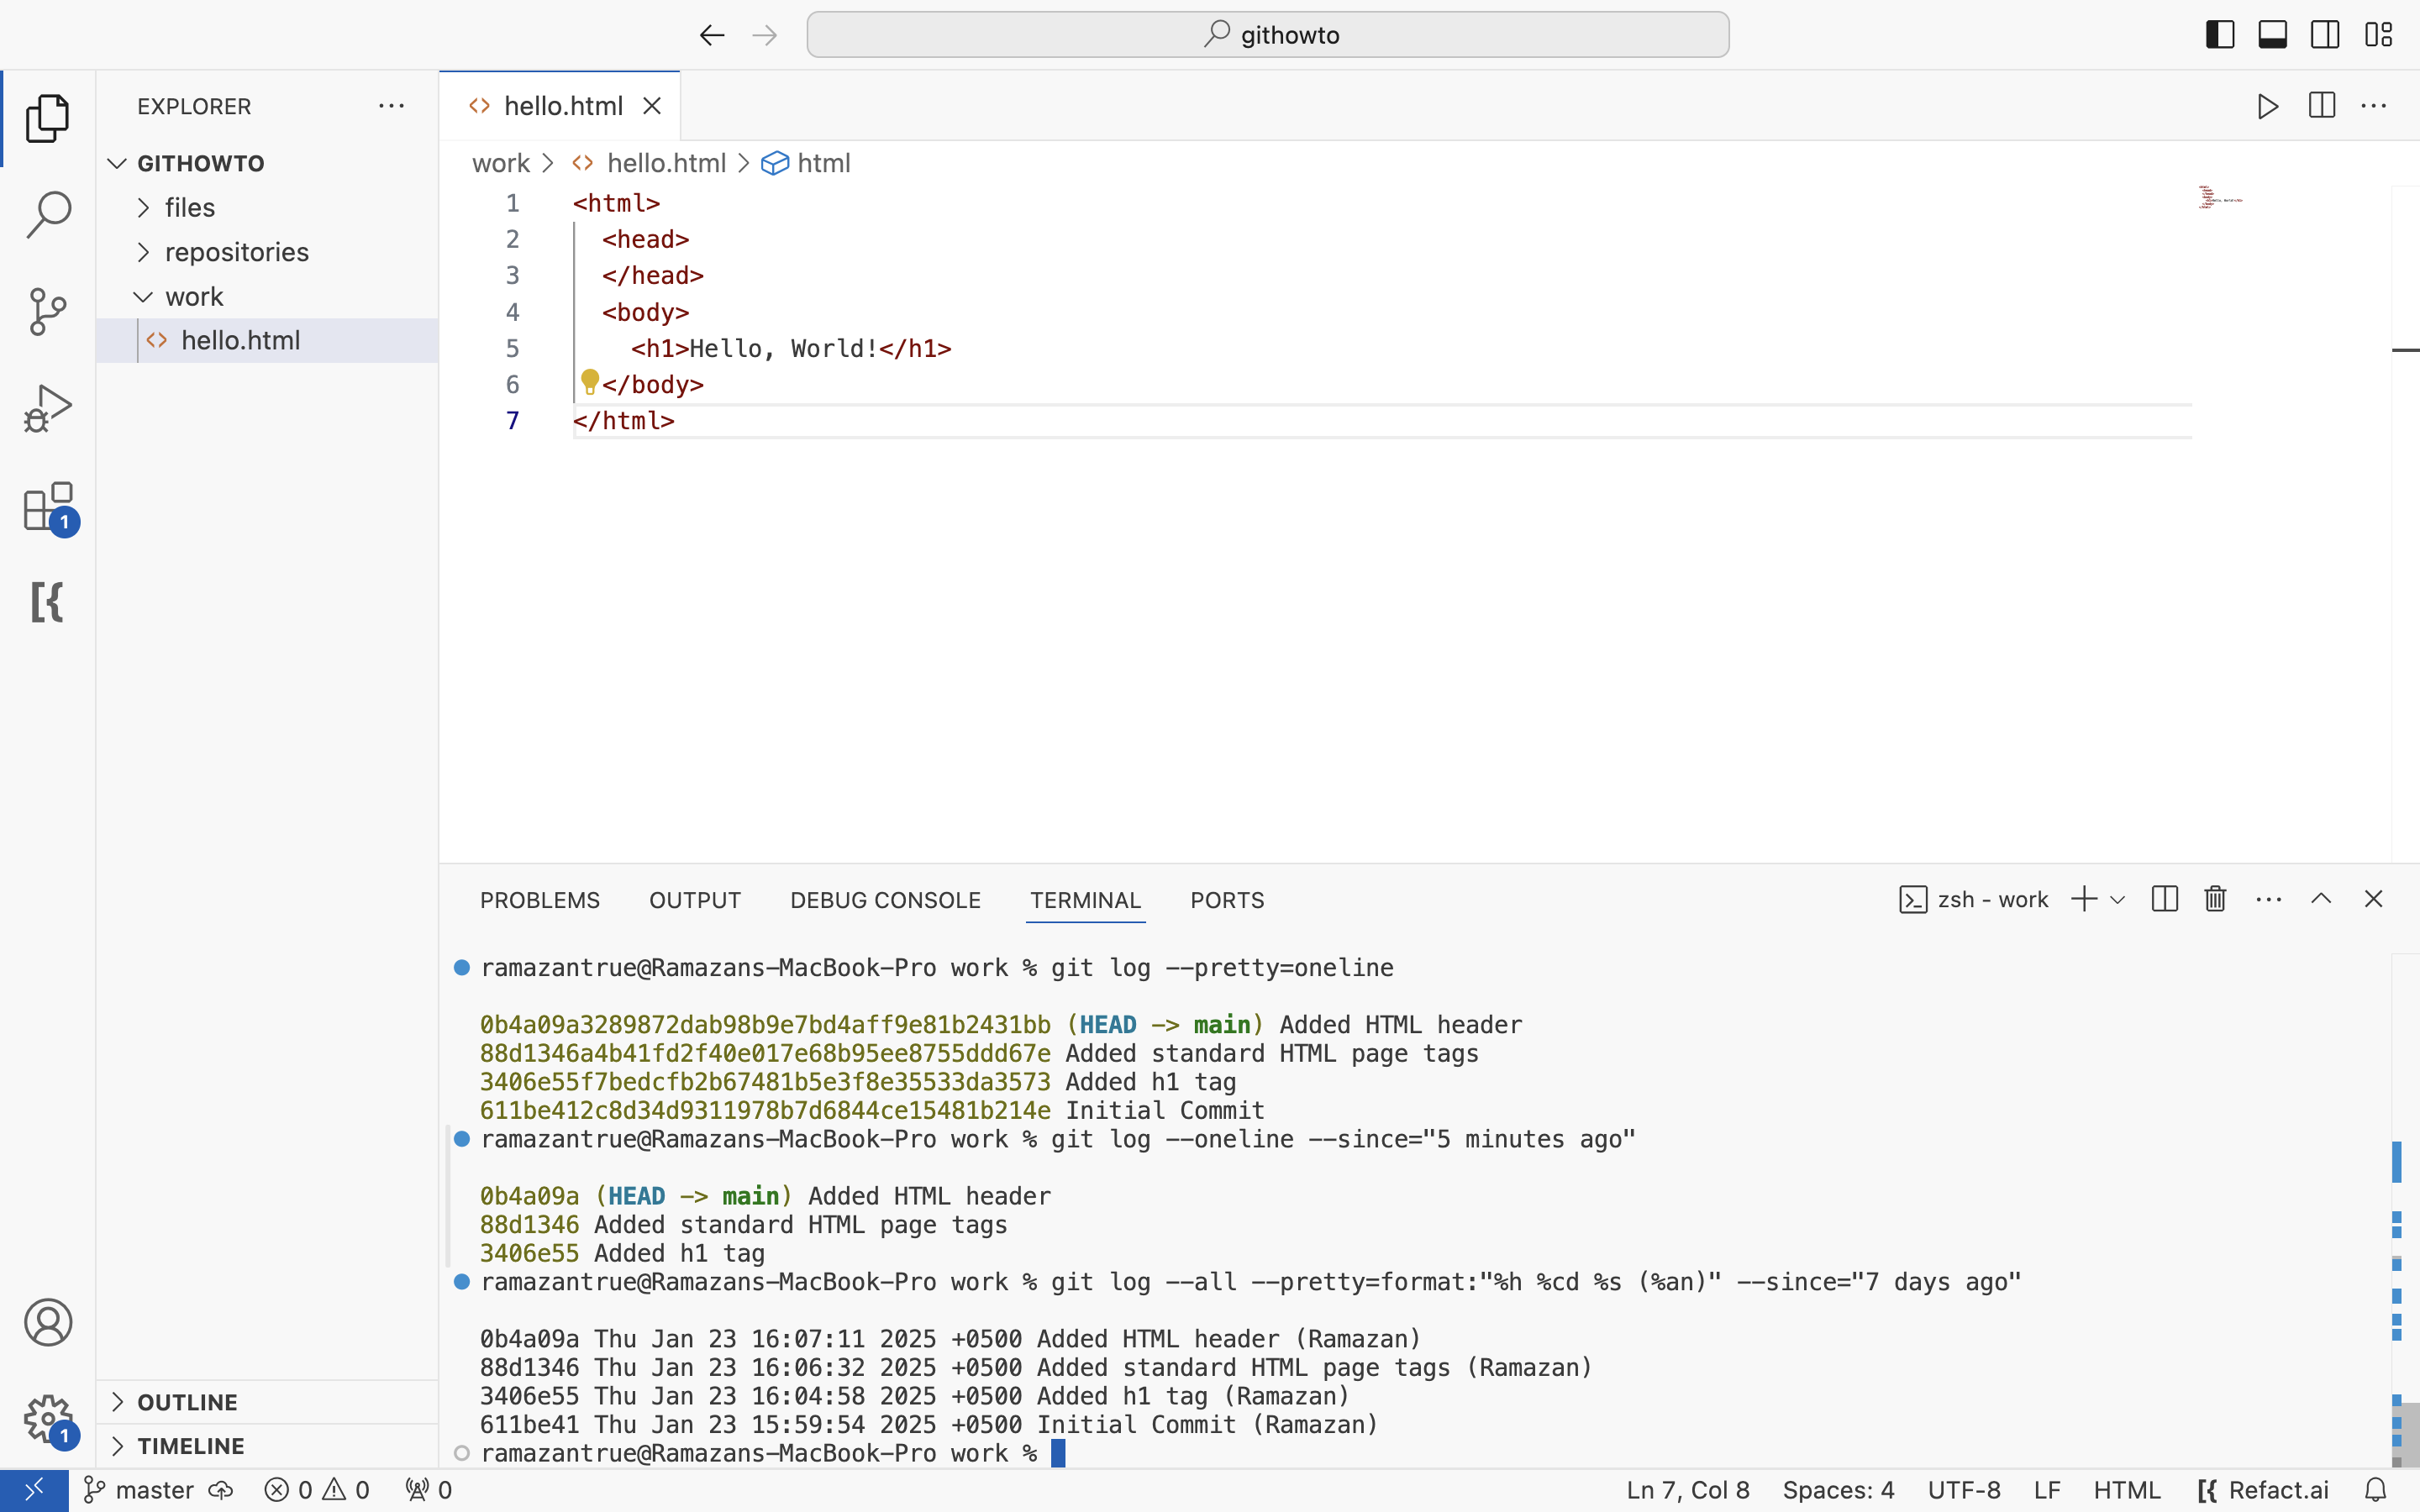 githowto
EXPLORER
GITHOWTO
files
repositories
work
hello.html
1
OUTLINE
1
TIMELINE
hello.html
work > hello.html > html
1 <html>
2 <head>
3 </head>
4 <body>
5 <h1>Hello, World!</h1>
6 </body>
7 </html>
PROBLEMS OUTPUT DEBUG CONSOLE TERMINAL PORTS zsh - work
ramazantrue@Ramazans-MacBook-Pro work % git log --pretty=oneline
0b4a09a3289872dab98b9e7bd4aff9e81b2431bb (HEAD -> main) Added HTML header
88d1346a4b41fd2f40e017e68b95ee8755ddd67e Added standard HTML page tags
3406e55f7bedcfb2b67481b5e3f8e35533da3573 Added h1 tag
611be412c8d34d9311978b7d6844ce15481b214e Initial Commit
ramazantrue@Ramazans-MacBook-Pro work % git log --oneline --since="5 minutes ago"
0b4a09a (HEAD -> main) Added HTML header
88d1346 Added standard HTML page tags
3406e55 Added h1 tag
ramazantrue@Ramazans-MacBook-Pro work % git log --all --pretty=format:"%h %cd %s (%an)" --since="7 days ago"
0b4a09a Thu Jan 23 16:07:11 2025 +0500 Added HTML header (Ramazan)
88d1346 Thu Jan 23 16:06:32 2025 +0500 Added standard HTML page tags (Ramazan)
3406e55 Thu Jan 23 16:04:58 2025 +0500 Added h1 tag (Ramazan)
611be41 Thu Jan 23 15:59:54 2025 +0500 Initial Commit (Ramazan)
ramazantrue@Ramazans-MacBook-Pro work %
master 0 0 0 Ln 7, Col 8 Spaces: 4 UTF-8 LF HTML Refact.ai